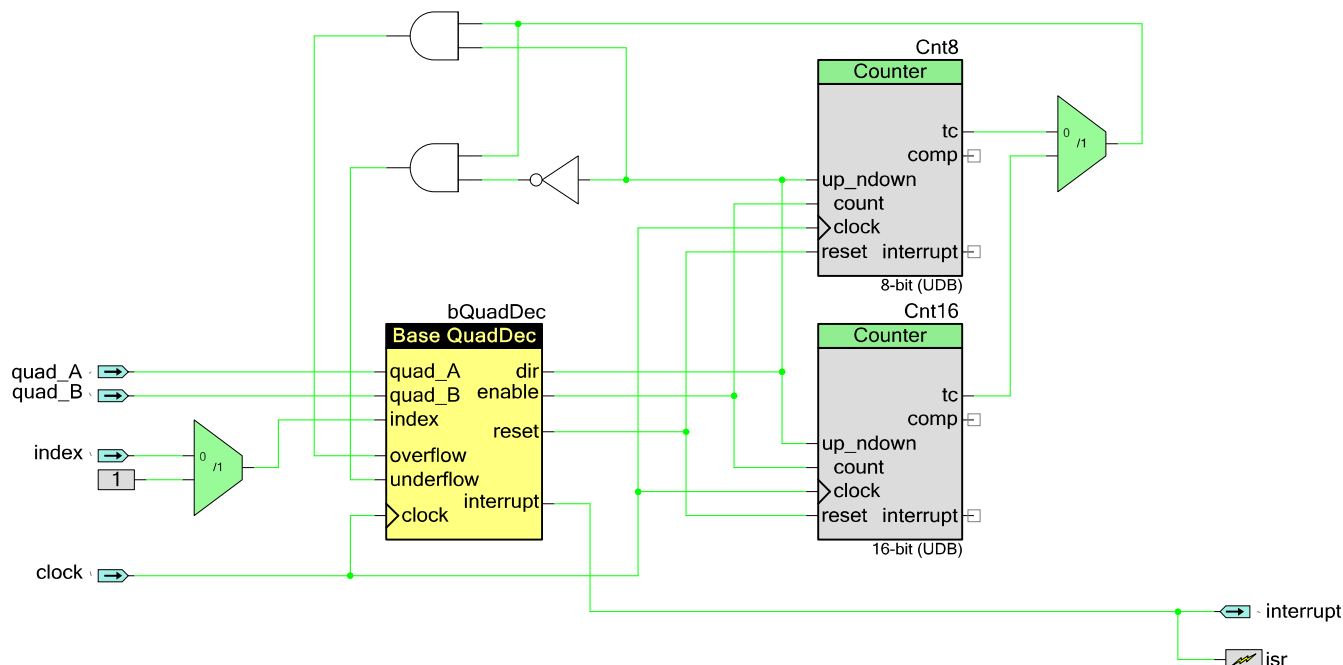 Cnt8
Counter
tc
comp
up_ndown
count
clock
reset interrupt
8-bit (UDB)
0
/1
bQuadDec
Base QuadDec
quad_A dir
quad_B enable
index
reset
overflow
underflow
interrupt
clock
Cnt16
Counter
tc
comp
up_ndown
count
clock
reset interrupt
16-bit (UDB)
quad_A
quad_B
index
0
/1
1
clock
interrupt
isr